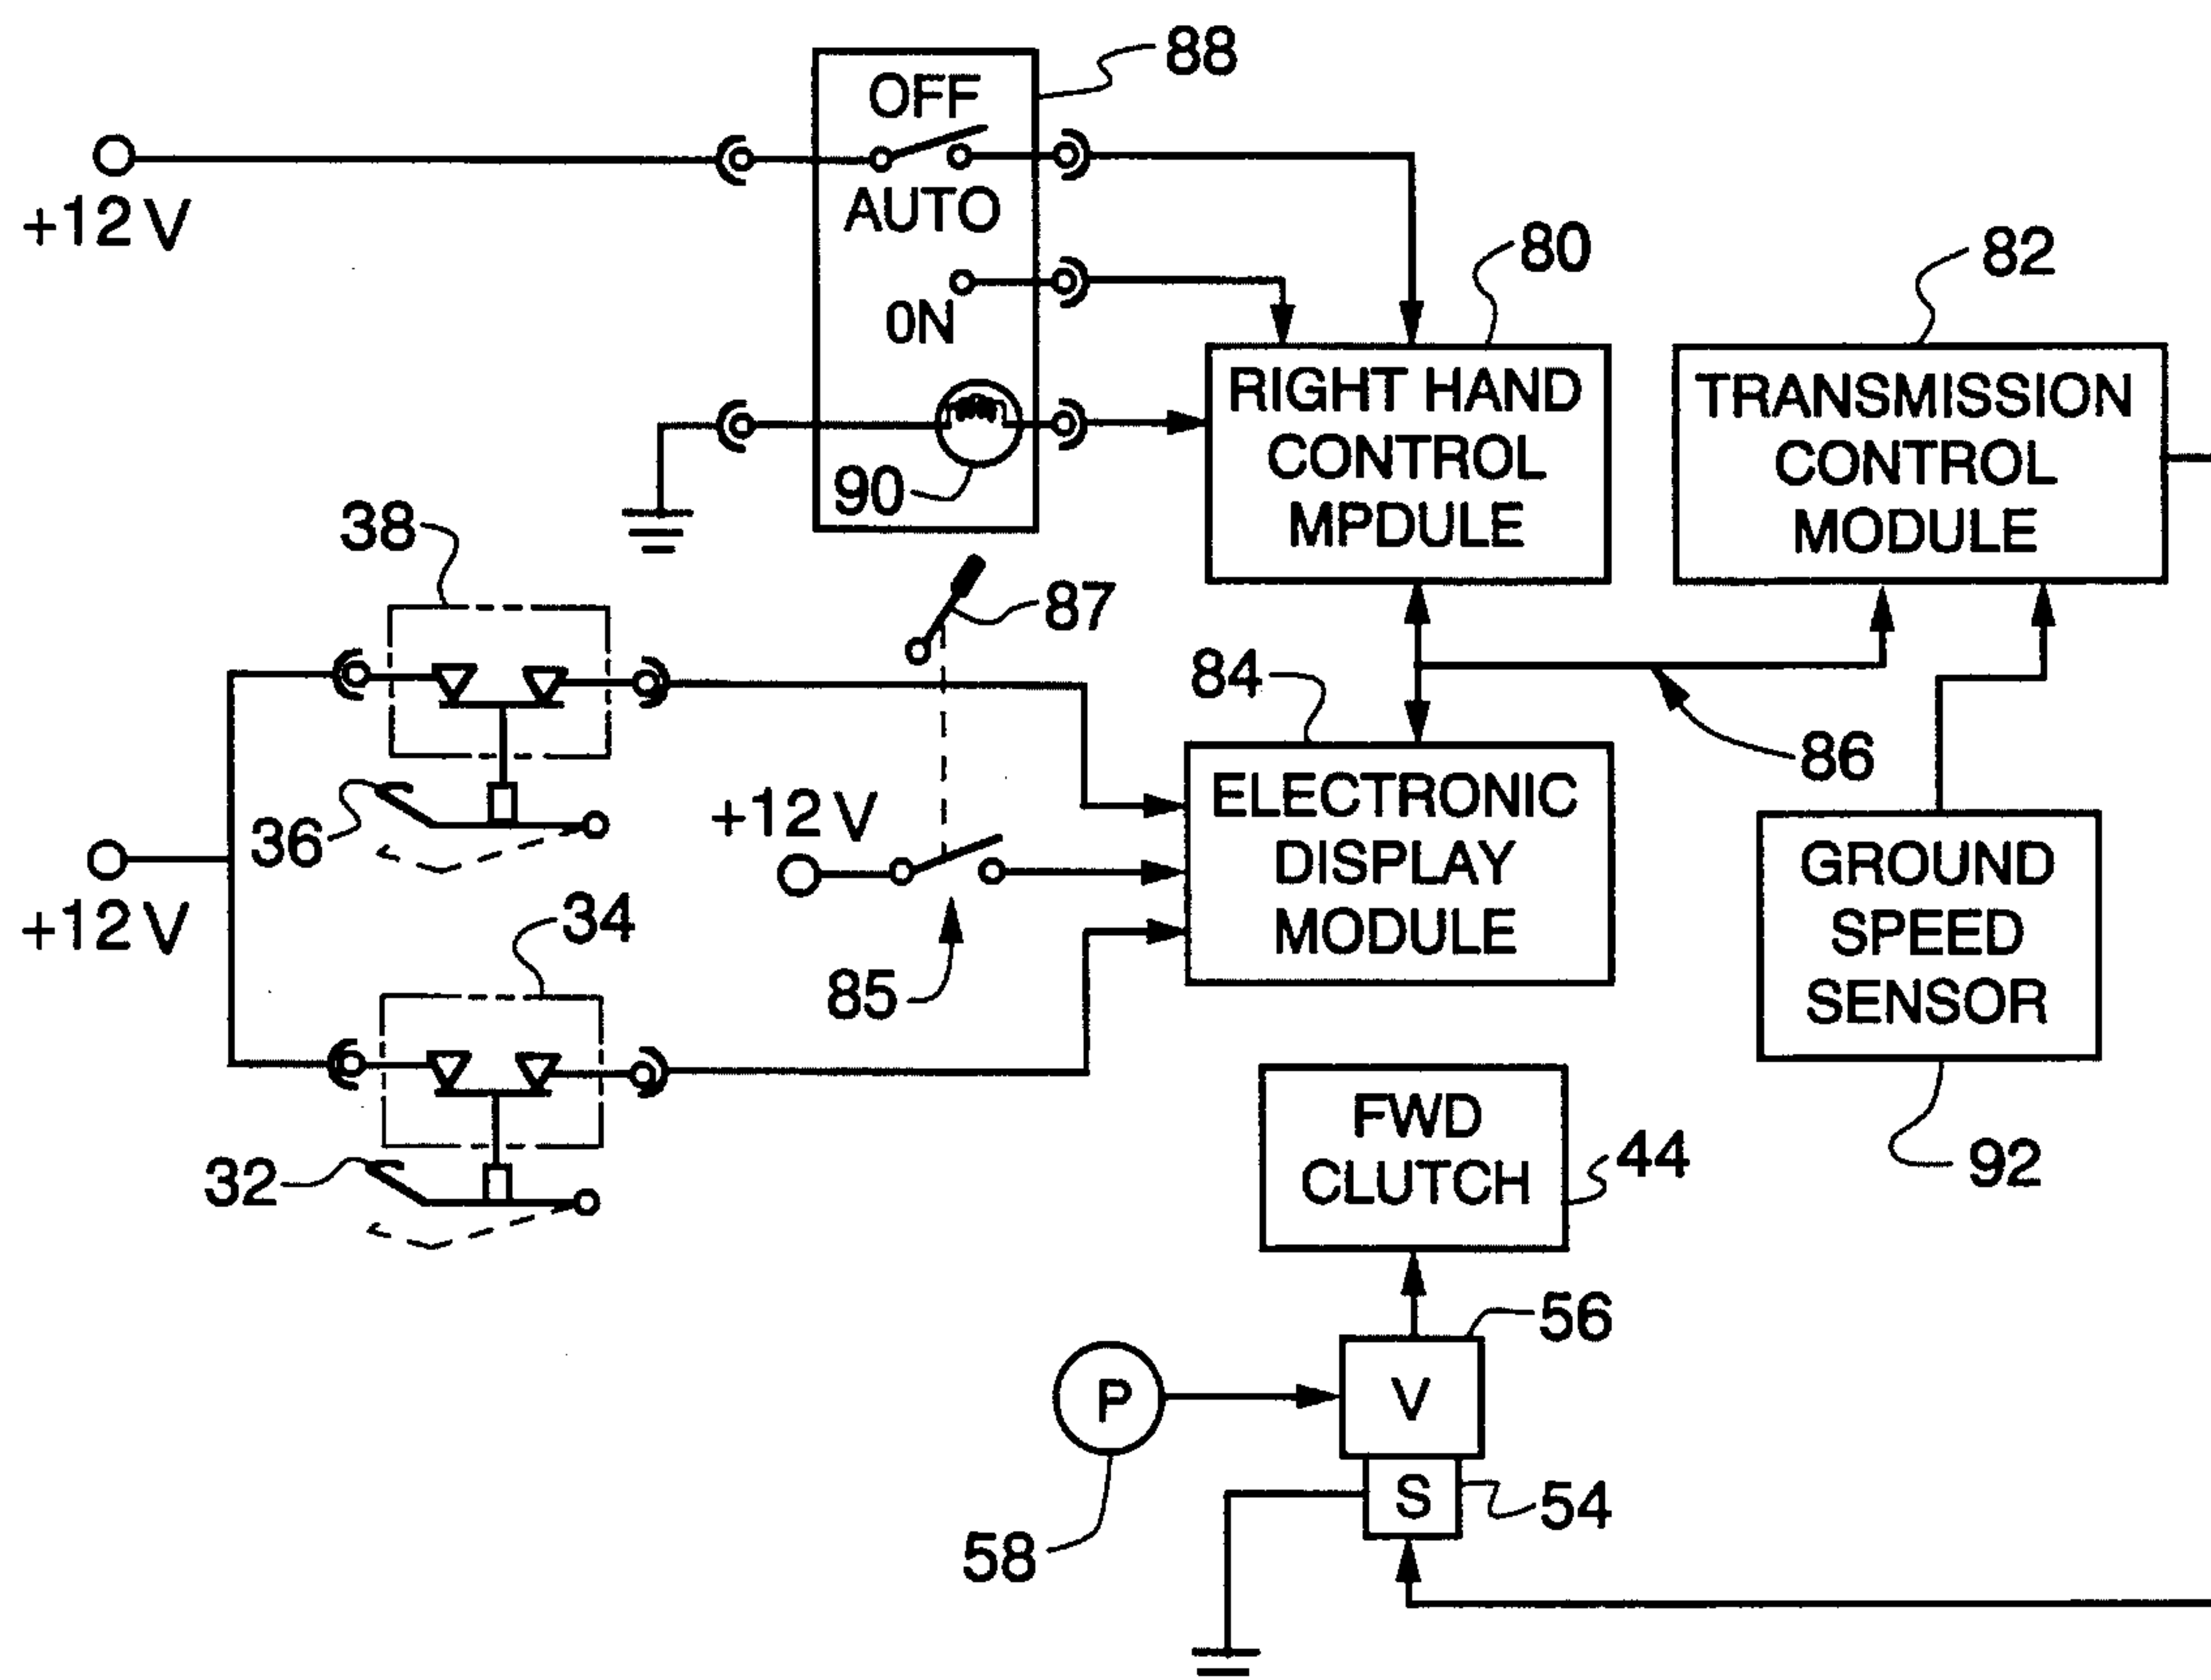 88
OFF
+12 V
AUTO
0N
90
80
82
RIGHT HAND
CONTROL
MPDULE
TRANSMISSION
CONTROL
MODULE
38
87
84
86
36
+12 V
ELECTRONIC
DISPLAY
MODULE
+12 V
34
85
GROUND
SPEED
SENSOR
92
32
FWD
CLUTCH
44
56
P
V
58
S
54